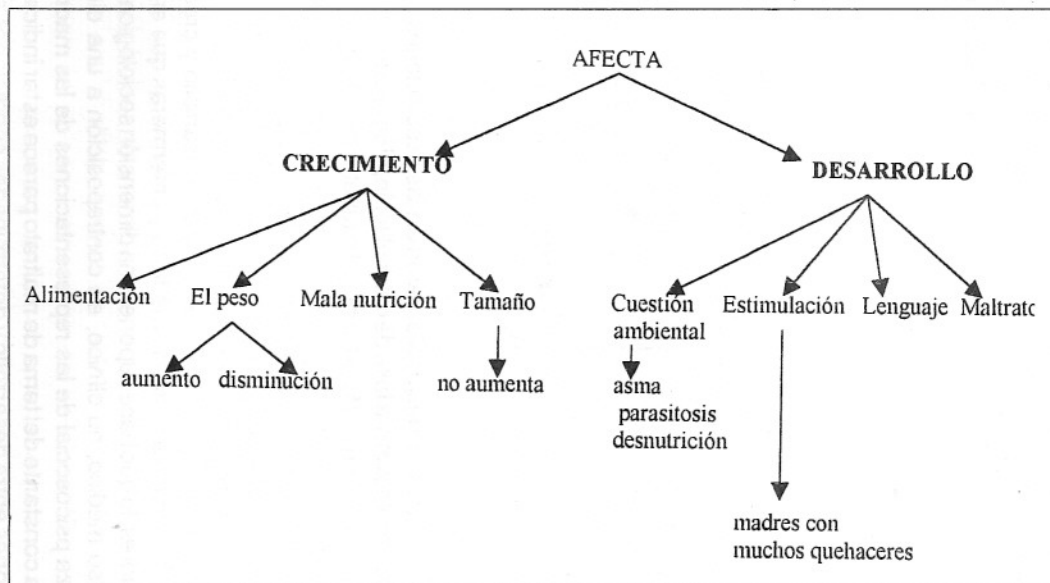 AFECTA
CRECIMIENTO
DESARROLLO
Alimentación El peso Mala nutrición Tamaño
Cuestión ambiental
Estimulación Lenguaje Maltrato
aumento disminución
no aumenta
asma
parasitosis
desnutrición
madres con
muchos quehaceres